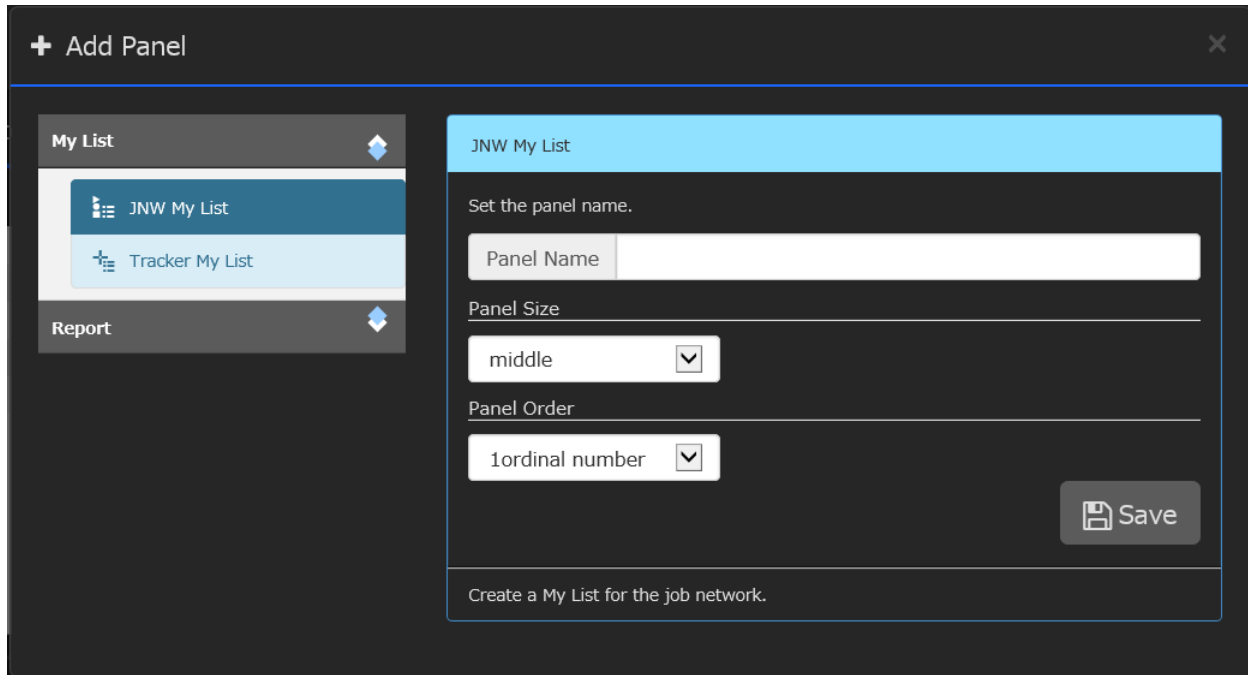 Add Panel
My List
JNW My List
Tracker My List
Report
JNW My List
Set the panel name.
Panel Name
Panel Size
middle
Panel Order
1ordinal number
Save
Create a My List for the job network.